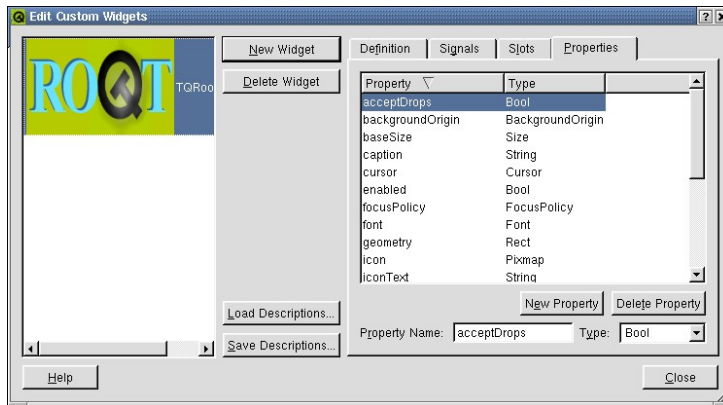 Edit Custom Widgets
ROQT
TQRoo
New Widget
Delete Widget
Load Descriptions...
Save Descriptions...
Definition Signals Slots Properties
Property Type
acceptDrops Bool
backgroundOrigin BackgroundOrigin
baseSize Size
caption String
cursor Cursor
enabled Bool
focusPolicy FocusPolicy
font Font
geometry Rect
icon Pixmap
iconText String
New Property Delete Property
Property Name: acceptDrops Type: Bool
Help Close